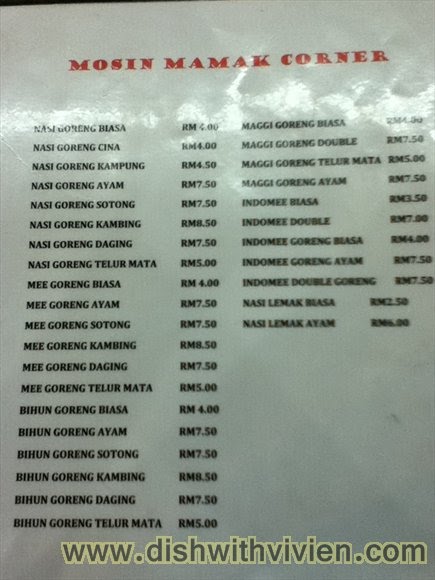 MOSIN MAMAK CORNER
NASI GORENG BIASA RM 4.00
NASI GORENG CINA RM4.00
NASI GORENG KAMPUNG RM4.50
NASI GORENG AYAM RM7.50
NASI GORENG SOTONG RM7.50
NASI GORENG KAMBING RM8.50
NASI GORENG DAGING RM7.50
NASI GORENG TELUR MATA RM5.00
MEE GORENG BIASA RM 4.00
MEE GORENG AYAM RM7.50
MEE GORENG SOTONG RM7.50
MEE GORENG KAMBING RM8.50
MEE GORENG DAGING RM7.50
MEE GORENG TELUR MATA RM5.00
BIHUN GORENG BIASA RM 4.00
BIHUN GORENG AYAM RM7.50
BIHUN GORENG SOTONG RM7.50
BIHUN GORENG KAMBING RM8.50
BIHUN GORENG DAGING RM7.50
BIHUN GORENG TELUR MATA RM5.00
MAGGI GORENG BIASA RM4.00
MAGGI GORENG DOUBLE RM7.50
MAGGI GORENG TELUR MATA RM5.00
MAGGI GORENG AYAM RM7.50
INDOMEE BIASA RM3.50
INDOMEE DOUBLE RM7.00
INDOMEE GORENG BIASA RM4.00
INDOMEE GORENG AYAM RM7.50
INDOMEE DOUBLE GORENG RM7.50
NASI LEMAK BIASA RM2.50
NASI LEMAK AYAM RM6.00
www.dishwithvivien.com